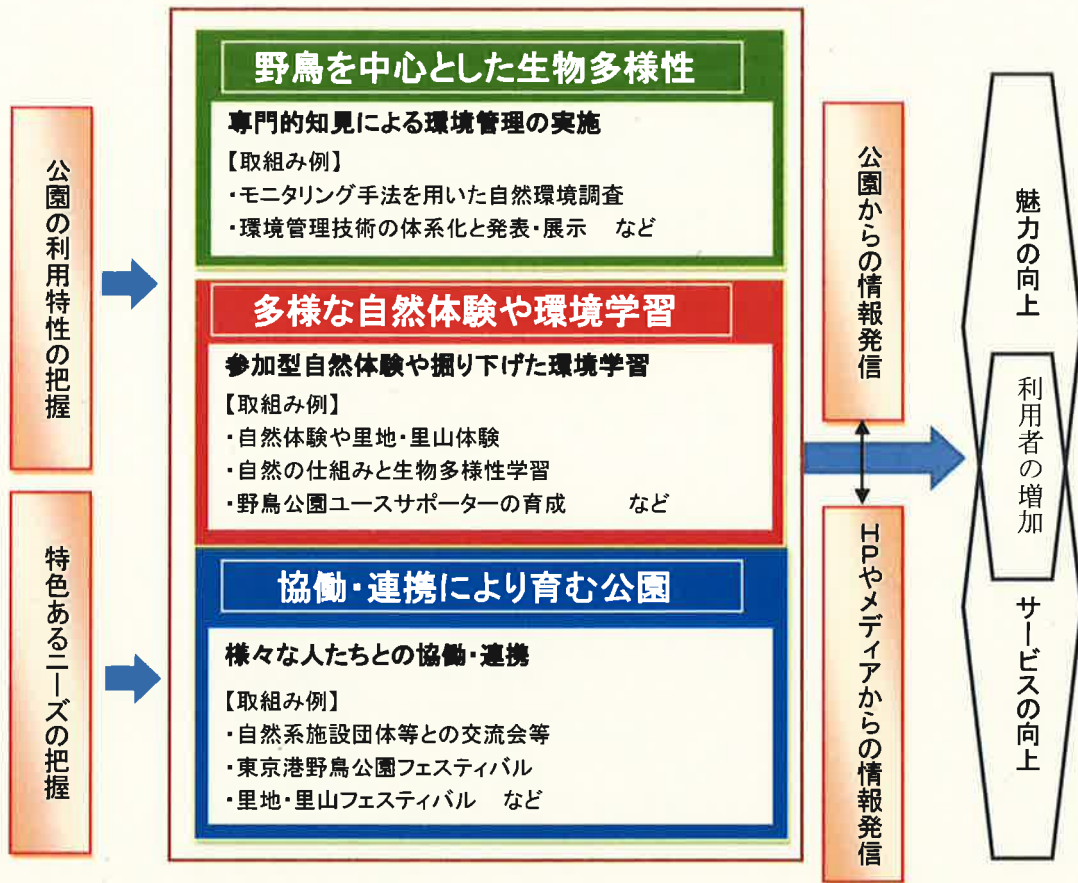 公園の利用特性の把握
特色あるニーズの把握
野鳥を中心とした生物多様性
専門的知見による環境管理の実施
【取組み例】
・モニタリング手法を用いた自然環境調査
・環境管理技術の体系化と発表・展示　など
多様な自然体験や環境学習
参加型自然体験や掘り下げた環境学習
【取組み例】
・自然体験や里地・里山体験
・自然の仕組みと生物多様性学習
・野鳥公園ユースサポーターの育成　など
協働・連携により育む公園
様々な人たちとの協働・連携
【取組み例】
・自然系施設団体等との交流会等
・東京港野鳥公園フェスティバル
・里地・里山フェスティバル　など
公園からの情報発信
HPやメディアからの情報発信
魅力の向上
利用者の増加
サービスの向上